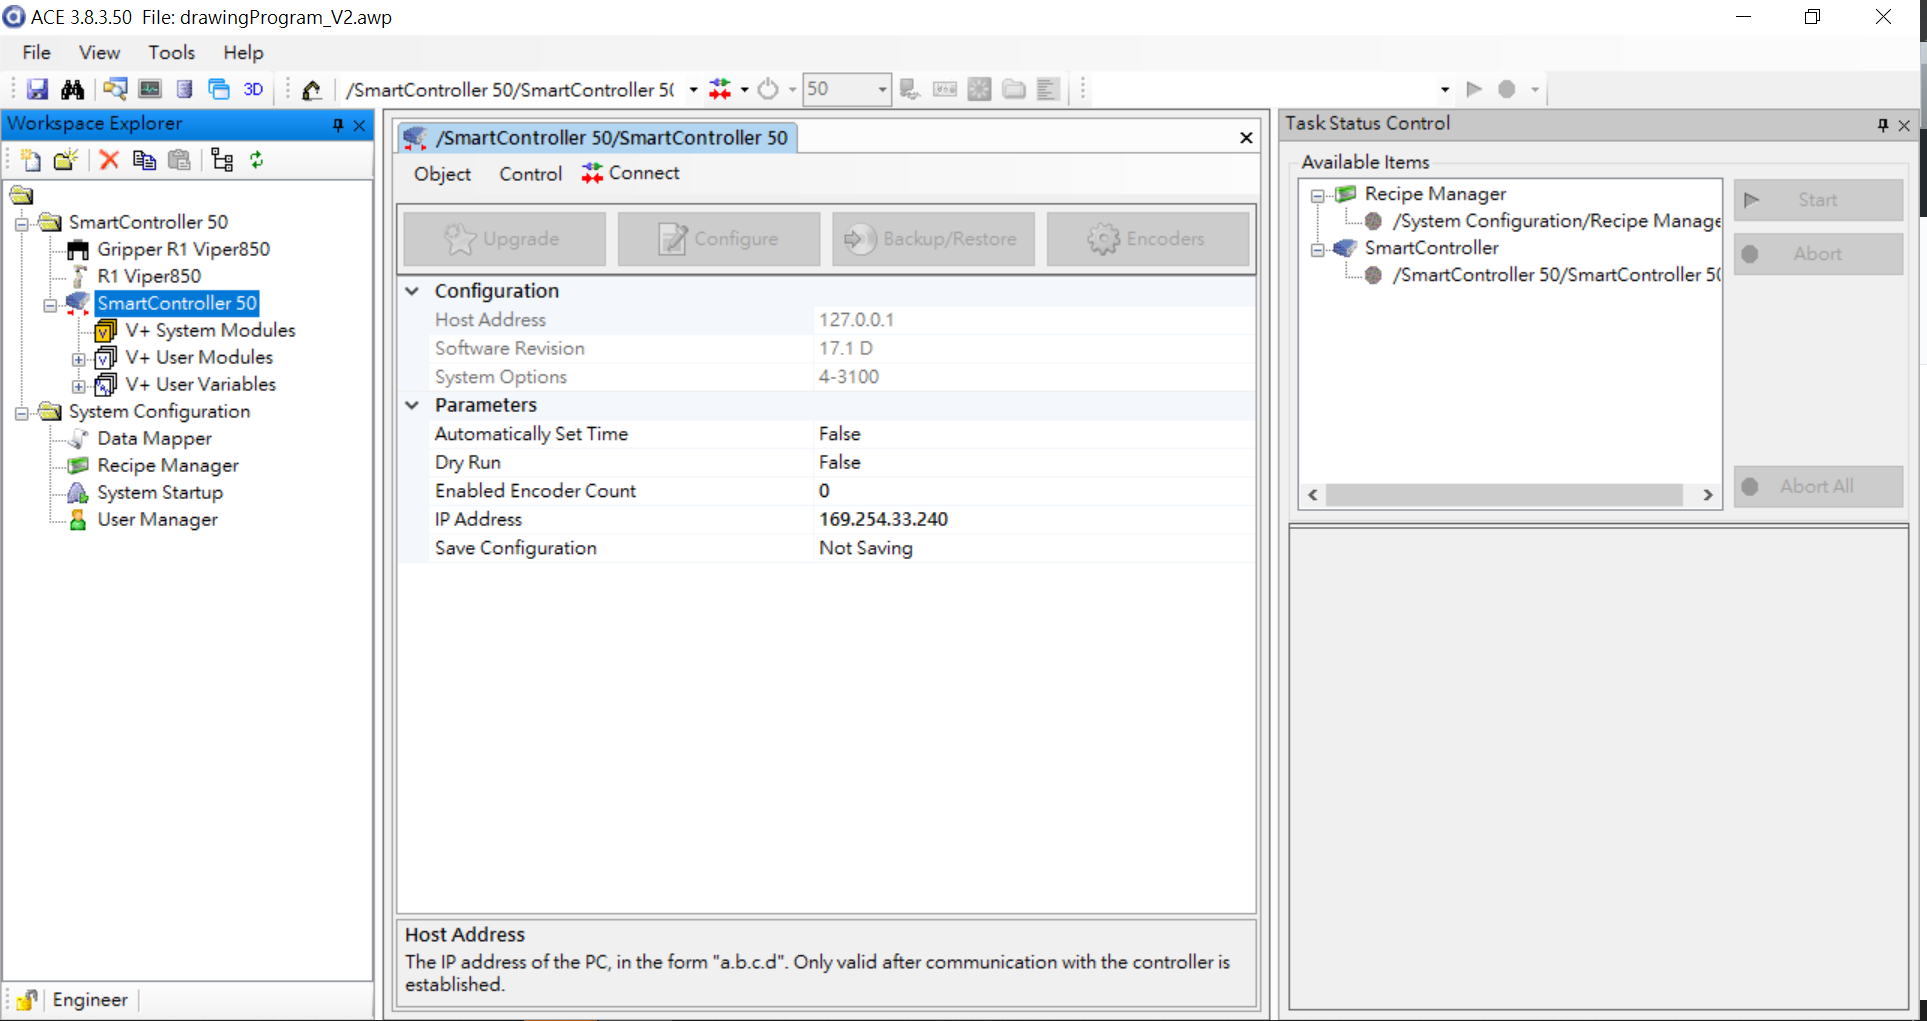 ACE 3.8.3.50  File: drawingProgram_V2.awp
File View Tools Help
3D /SmartController 50/SmartController 5( 50
Workspace Explorer
SmartController 50
Gripper R1 Viper850
R1 Viper850
SmartController 50
V+ System Modules
V+ User Modules
V+ User Variables
System Configuration
Data Mapper
Recipe Manager
System Startup
User Manager
Engineer
/SmartController 50/SmartController 50
Object Control Connect
Upgrade Configure Backup/Restore Encoders
Configuration
Host Address 127.0.0.1
Software Revision 17.1 D
System Options 4-3100
Parameters
Automatically Set Time False
Dry Run False
Enabled Encoder Count 0
IP Address 169.254.33.240
Save Configuration Not Saving
Host Address
The IP address of the PC, in the form "a.b.c.d". Only valid after communication with the controller is
established.
Task Status Control
Available Items
Recipe Manager
/System Configuration/Recipe Manage
SmartController
/SmartController 50/SmartController 5(
Start
Abort
Abort All